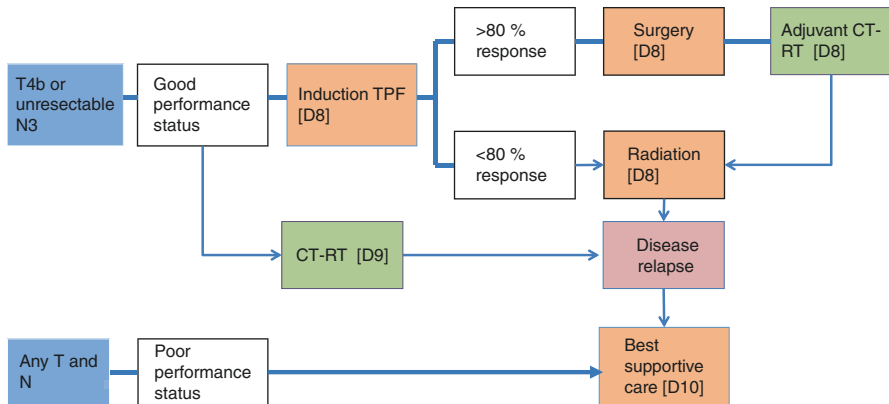 >80 %
response
Surgery
[D8]
Adjuvant CT-
RT [D8]
T4b or
unresectable
N3
Good
performance
status
Induction TPF
[D8]
<80 %
response
Radiation
[D8]
CT-RT [D9]
Disease
relapse
Any T and
N
Poor
performance
status
Best
supportive
care [D10]